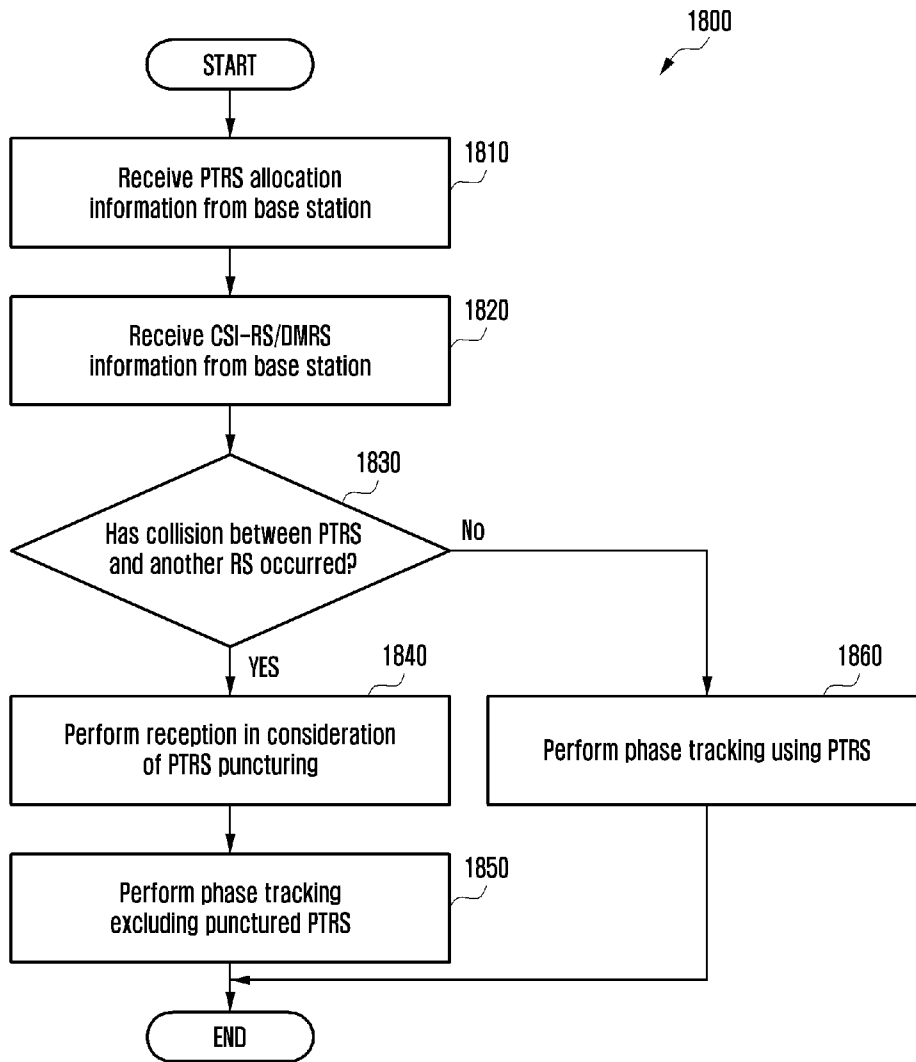 1800
START
1810
Receive PTRS allocation
information from base station
1820
Receive CSI-RS/DMRS
information from base station
1830
Has collision between PTRS
and another RS occurred?
No
YES
1840
Perform reception in consideration
of PTRS puncturing
1860
Perform phase tracking using PTRS
1850
Perform phase tracking
excluding punctured PTRS
END